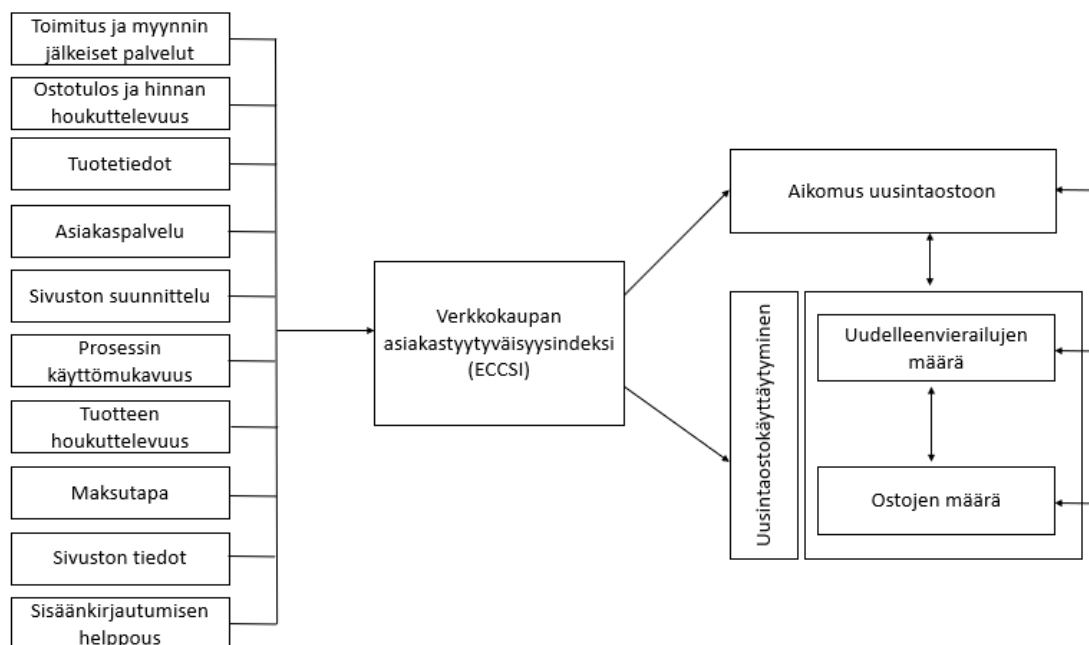 Toimitus ja myynnin
jälkeiset palvelut
Ostotulos ja hinnan
houkuttelevuus
Tuotetiedot
Asiakaspalvelu
Sivuston suunnittelu
Prosessin
käyttömukavuus
Tuotteen
houkuttelevuus
Maksutapa
Sivuston tiedot
Sisäänkirjautumisen
helppous
Verkkokaupan
asiakastyytyväisyysindeksi
(ECCSI)
Aikomus uusintaostoon
Uusintaostokäyttäytyminen
Uudelleenvierailujen
määrä
Ostojen määrä